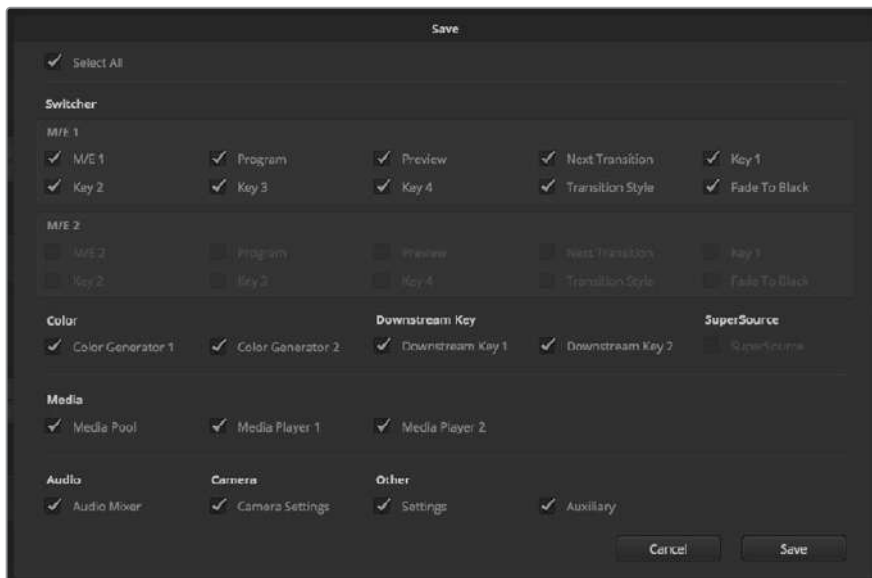 Save
Select All
Switcher
M/E 1
M/E 1 Program Preview Next Transition Key 1
Key 2 Key 3 Key 4 Transition Style Fade To Black
M/E 2
M/E 2 Program Preview Next Transition Key 1
Key 2 Key 3 Key 4 Transition Style Fade To Black
Color Downstream Key SuperSource
Color Generator 1 Color Generator 2 Downstream Key 1 Downstream Key 2 SuperSource
Media
Media Pool Media Player 1 Media Player 2
Audio Camera Other
Audio Mixer Camera Settings Settings Auxiliary
Cancel Save